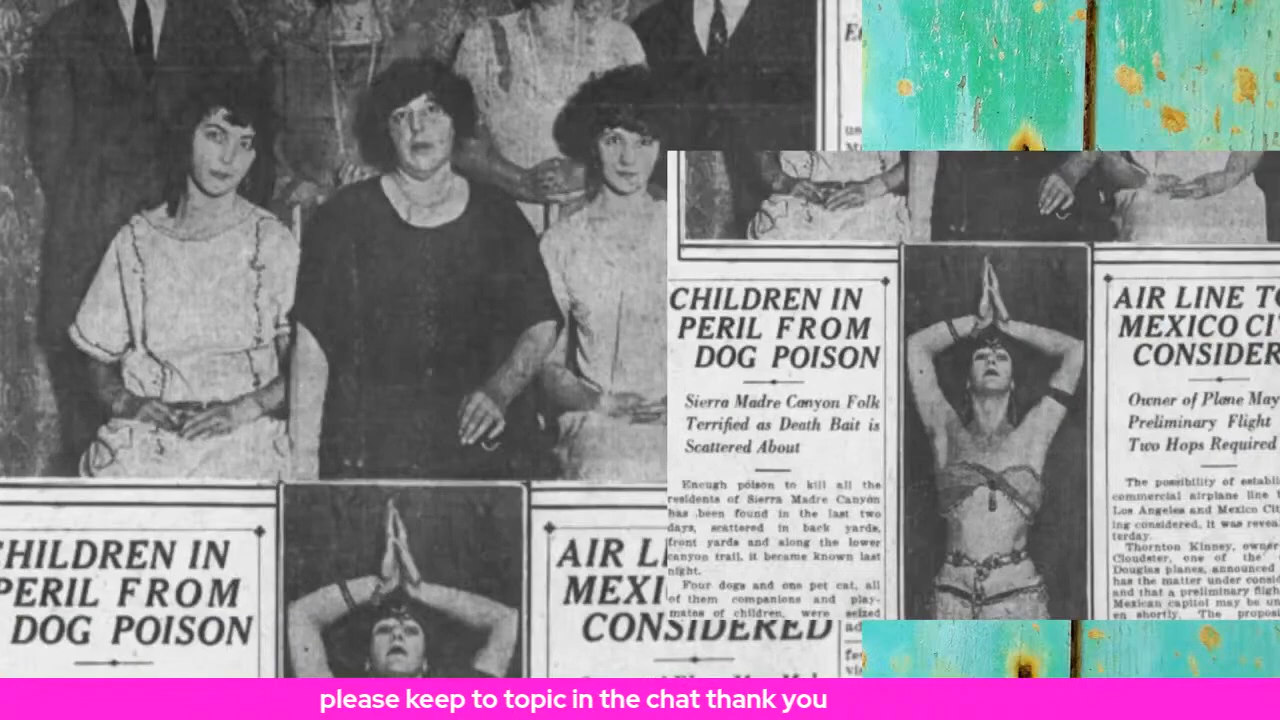 CHILDREN IN
PERIL FROM
DOG POISON
Sierra Madre Canyon Folk
Terrified as Death Bait is
Scattered About
Enough poison to kill all the
residents of Sierra Madre Canyon
has been found in the last two
days, scattered in back yards,
front yards and along the lower
canyon trail, it became known last
night.
Four dogs and one pet cat, all
of them companions and play-
mates of children, were seized
AIR LINE TO
MEXICO CI
CONSIDER
Owner of Plane May
Preliminary Flight
Two Hops Required
The possibility of establi
commercial airplane line
Los Angeles and Mexico Cit
ing considered, it was revea
terday.
Thornton Kinney, owner
Cloudster, one of the
Douglas planes, announced
has the matter under consid
and that a preliminary fligh
Mexican capitol may be un
en shortly. The proposi
HILDREN IN
PERIL FROM
DOG POISON
AIR L
MEXI
CONSIDERED
please keep to topic in the chat thank you